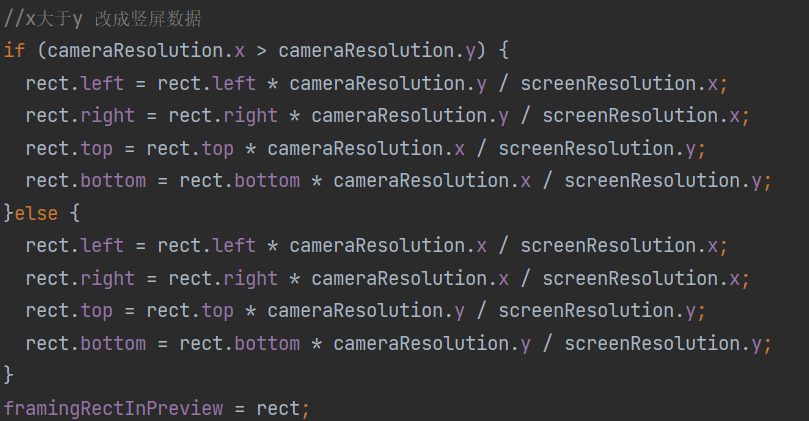 //x大于y 改成竖屏数据
if (cameraResolution.x > cameraResolution.y) {
  rect.left = rect.left * cameraResolution.y / screenResolution.x;
  rect.right = rect.right * cameraResolution.y / screenResolution.x;
  rect.top = rect.top * cameraResolution.x / screenResolution.y;
  rect.bottom = rect.bottom * cameraResolution.x / screenResolution.y;
}else {
  rect.left = rect.left * cameraResolution.x / screenResolution.x;
  rect.right = rect.right * cameraResolution.x / screenResolution.x;
  rect.top = rect.top * cameraResolution.y / screenResolution.y;
  rect.bottom = rect.bottom * cameraResolution.y / screenResolution.y;
}
framingRectInPreview = rect;